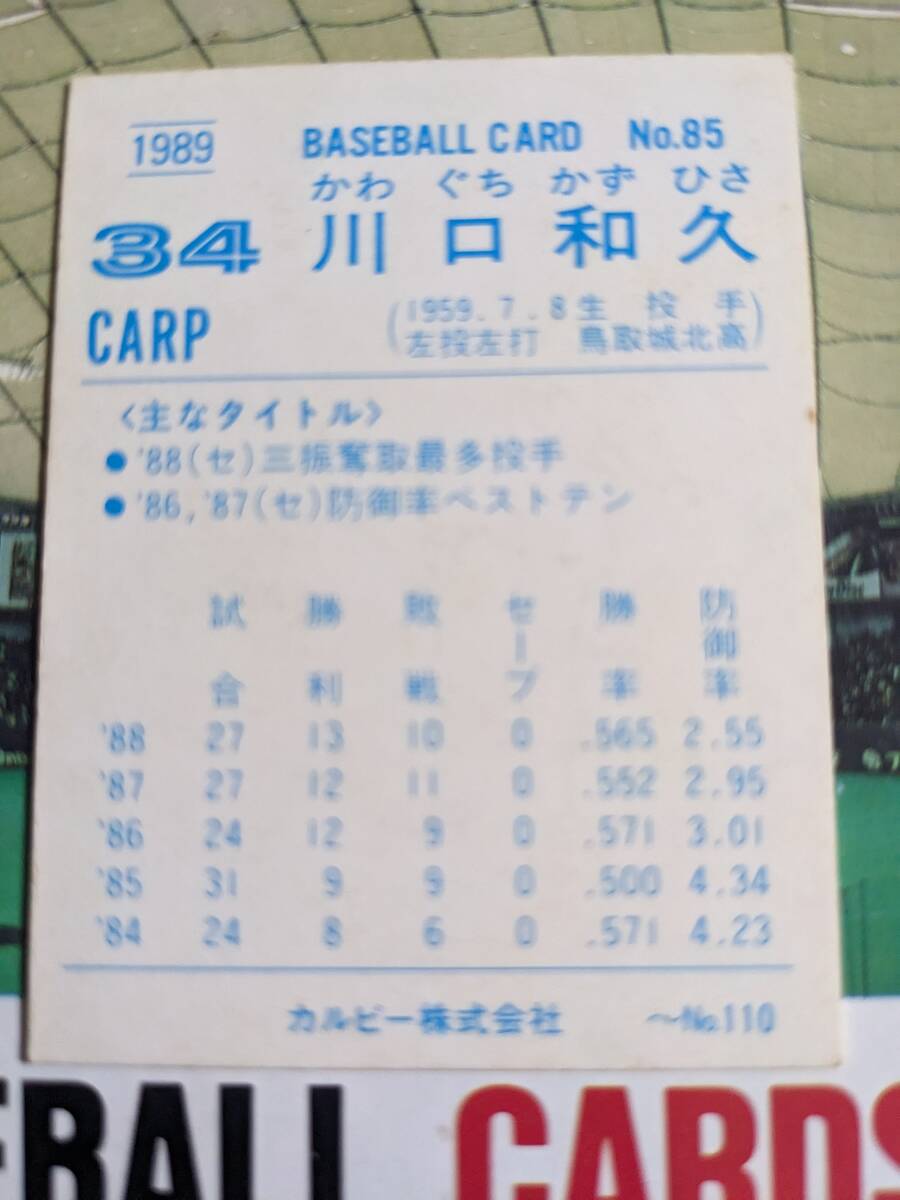 1989 BASEBALL CARD No.85
かわ ぐち かず ひさ
34 川口和久
CARP
(1959.7.8生 投手
左投左打 鳥取城北高)
〈主なタイトル〉
●'88(セ)三振奪取最多投手
●'86,'87(セ)防御率ベストテン
試合 勝利 敗戦 セーブ 勝率 防御率
'88 27 13 10 0 .565 2.55
'87 27 12 11 0 .552 2.95
'86 24 12 9 0 .571 3.01
'85 31 9 9 0 .500 4.34
'84 24 8 6 0 .571 4.23
カルビー株式会社 〜No.110
EBALL CARDS